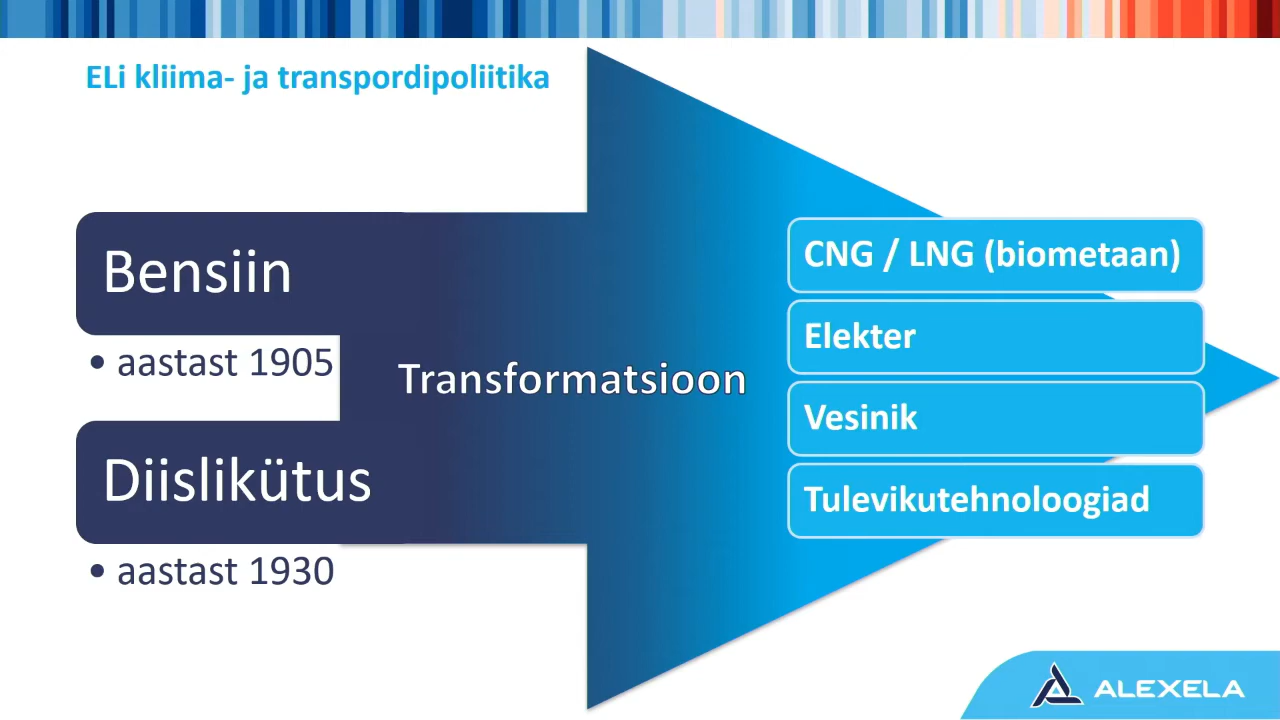 ELi kliima- ja transpordipoliitika
Bensiin
• aastast 1905
Diislikütus
• aastast 1930
Transformatsioon
CNG / LNG (biometaan)
Elekter
Vesinik
Tulevikutehnoloogiad
ALEXELA